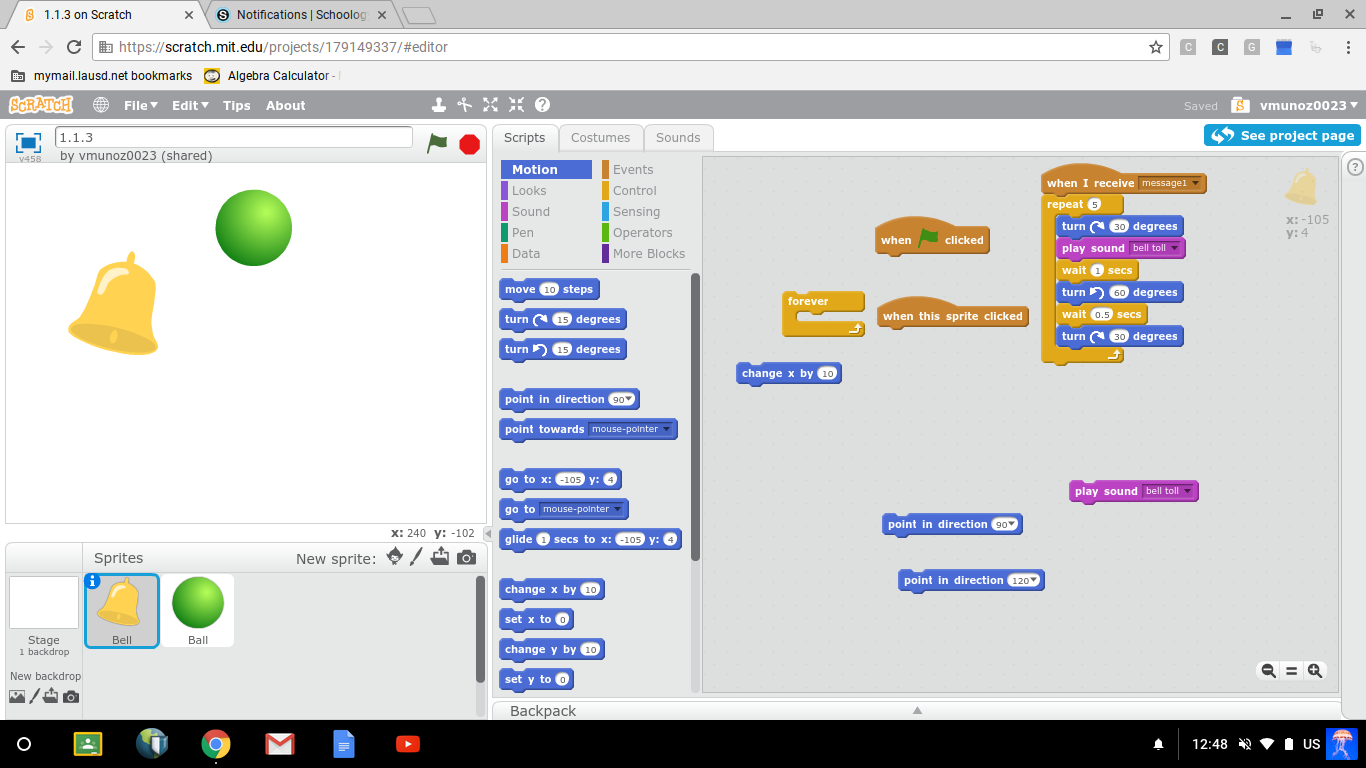 1.1.3 on Scratch
Notifications | Schoology
https://scratch.mit.edu/projects/179149337/#editor
C C G
mymail.lausd.net bookmarks
Algebra Calculator -
SCRATCH File Edit Tips About
Saved vmunoz0023
1.1.3
by vmunoz0023 (shared)
v458
Scripts Costumes Sounds
See project page
Motion Events
Looks Control
Sound Sensing
Pen Operators
Data More Blocks
move 10 steps
turn 15 degrees
turn 15 degrees
point in direction 90
point towards mouse-pointer
go to x: -105 y: 4
go to mouse-pointer
glide 1 secs to x: -105 y: 4
change x by 10
set x to 0
change y by 10
set y to 0
when clicked
forever
when this sprite clicked
change x by 10
when I receive message1
repeat 5
turn 30 degrees
play sound bell toll
wait 1 secs
turn 60 degrees
wait 0.5 secs
turn 30 degrees
x: -105
y: 4
play sound bell toll
point in direction 90
point in direction 120
x: 240 y: -102
Sprites New sprite:
Stage
1 backdrop
New backdrop
Bell
Ball
Backpack
12:48 US